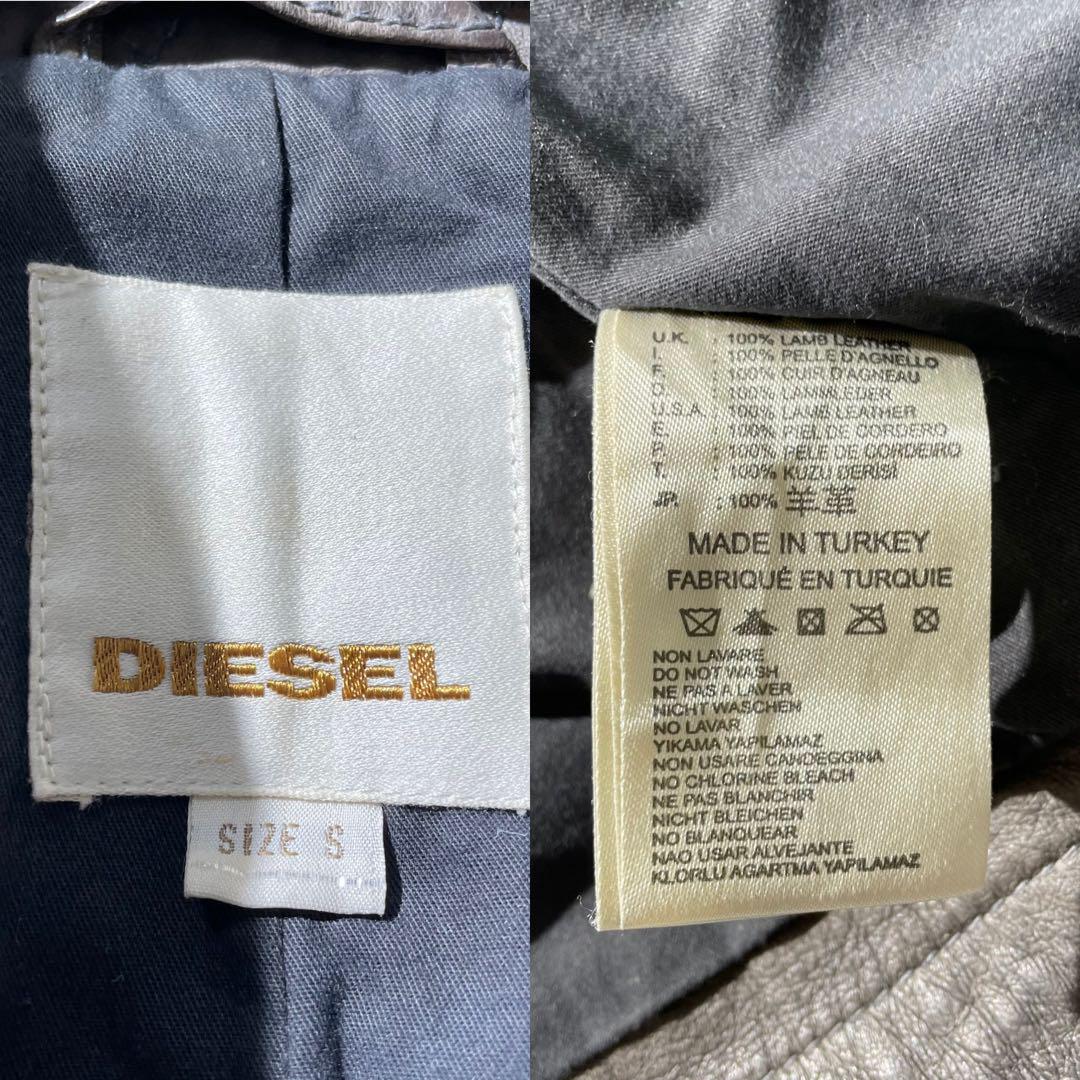 DIESEL
SIZE S
U.K. : 100% LAMB LEATHER
I : 100% PELLE D'AGNELLO
F : 100% CUIR D'AGNEAU
D : 100% LAMMLEDER
U.S.A. : 100% LAMB LEATHER
E : 100% PIEL DE CORDERO
P : 100% PELE DE CORDEIRO
T : 100% KUZU DERISI
JP. : 100% 羊革
MADE IN TURKEY
FABRIQUÉ EN TURQUIE
NON LAVARE
DO NOT WASH
NE PAS A LAVER
NICHT WASCHEN
NO LAVAR
YIKAMA YAPILAMAZ
NON USARE CANDEGGINA
NO CHLORINE BLEACH
NE PAS BLANCHIR
NICHT BLEICHEN
NO BLANQUEAR
NAO USAR ALVEJANTE
KLORLU AGARTMA YAPILAMAZ